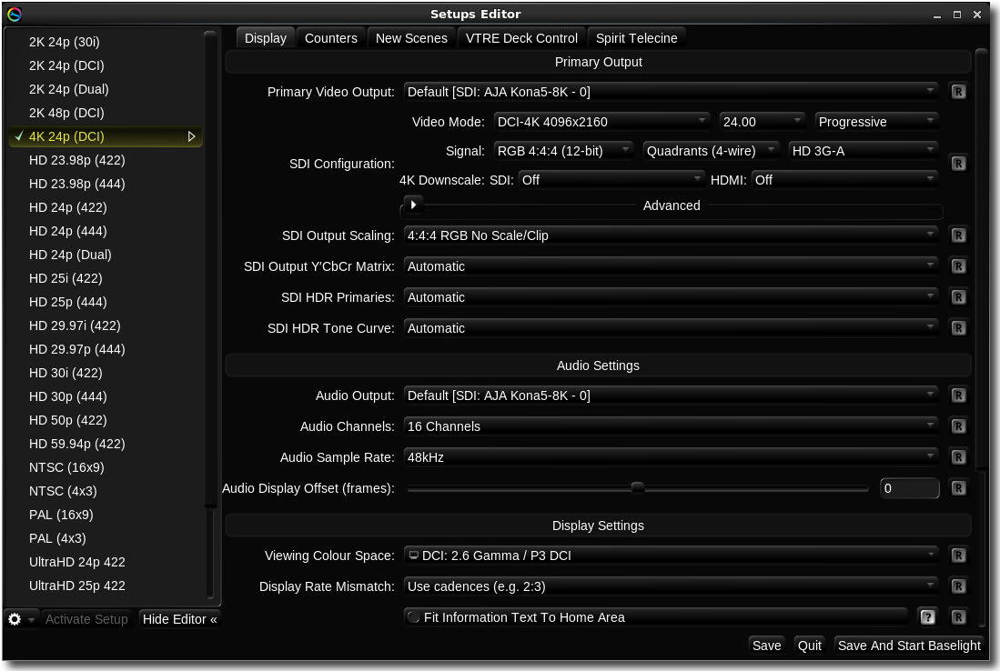 Setups Editor
2K 24p (30i)
2K 24p (DCI)
2K 24p (Dual)
2K 48p (DCI)
4K 24p (DCI)
HD 23.98p (422)
HD 23.98p (444)
HD 24p (422)
HD 24p (444)
HD 24p (Dual)
HD 25i (422)
HD 25p (444)
HD 29.97i (422)
HD 29.97p (444)
HD 30i (422)
HD 30p (444)
HD 50p (422)
HD 59.94p (422)
NTSC (16x9)
NTSC (4x3)
PAL (16x9)
PAL (4x3)
UltraHD 24p 422
UltraHD 25p 422
Activate Setup Hide Editor «
Display Counters New Scenes VTRE Deck Control Spirit Telecine
Primary Output
Primary Video Output: Default [SDI: AJA Kona5-8K - 0] R
Video Mode: DCI-4K 4096x2160 24.00 Progressive
Signal: RGB 4:4:4 (12-bit) Quadrants (4-wire) HD 3G-A
SDI Configuration: R
4K Downscale: SDI: Off HDMI: Off
Advanced
SDI Output Scaling: 4:4:4 RGB No Scale/Clip R
SDI Output Y'CbCr Matrix: Automatic R
SDI HDR Primaries: Automatic R
SDI HDR Tone Curve: Automatic R
Audio Settings
Audio Output: Default [SDI: AJA Kona5-8K - 0] R
Audio Channels: 16 Channels R
Audio Sample Rate: 48kHz R
Audio Display Offset (frames): 0 R
Display Settings
Viewing Colour Space: DCI: 2.6 Gamma / P3 DCI R
Display Rate Mismatch: Use cadences (e.g. 2:3) R
Fit Information Text To Home Area ? R
Save Quit Save And Start Baselight